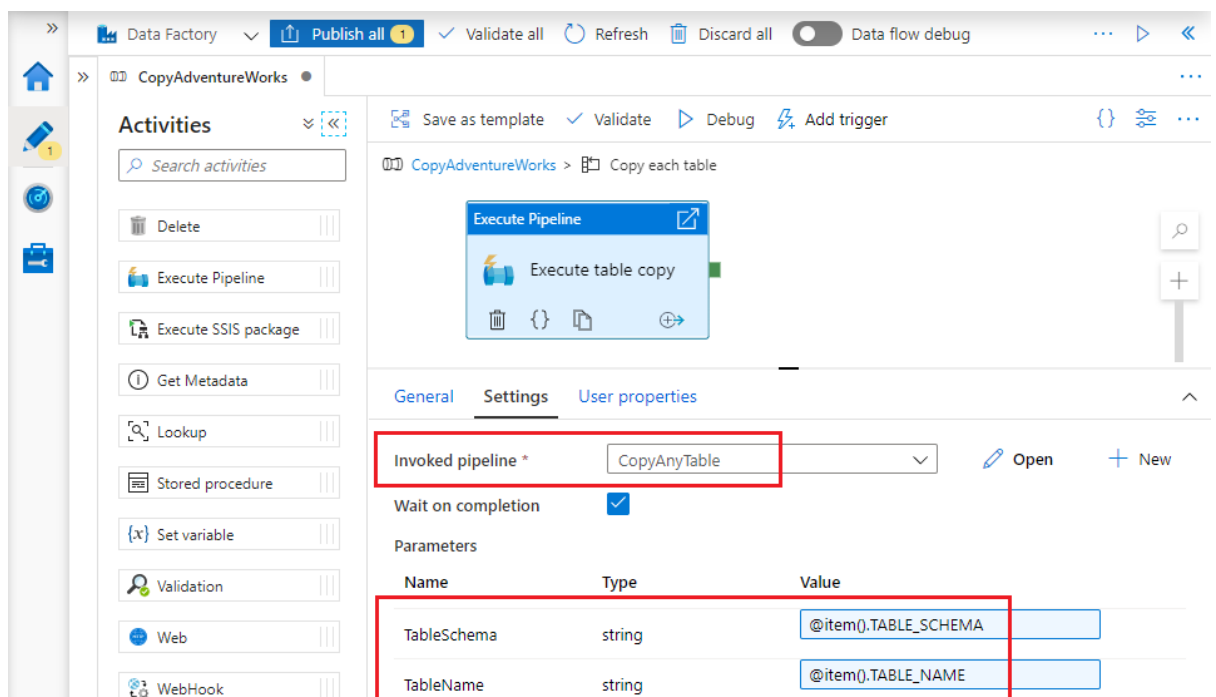 Data Factory
Publish all 1
Validate all
Refresh
Discard all
Data flow debug
CopyAdventureWorks
1
Activities
Search activities
Delete
Execute Pipeline
Execute SSIS package
Get Metadata
Lookup
Stored procedure
{x} Set variable
Validation
Web
WebHook
Save as template
Validate
Debug
Add trigger
{}
CopyAdventureWorks > Copy each table
Execute Pipeline
Execute table copy
{}
General
Settings
User properties
Invoked pipeline *
CopyAnyTable
Open
New
Wait on completion
Parameters
Name Type Value
TableSchema string @item().TABLE_SCHEMA
TableName string @item().TABLE_NAME